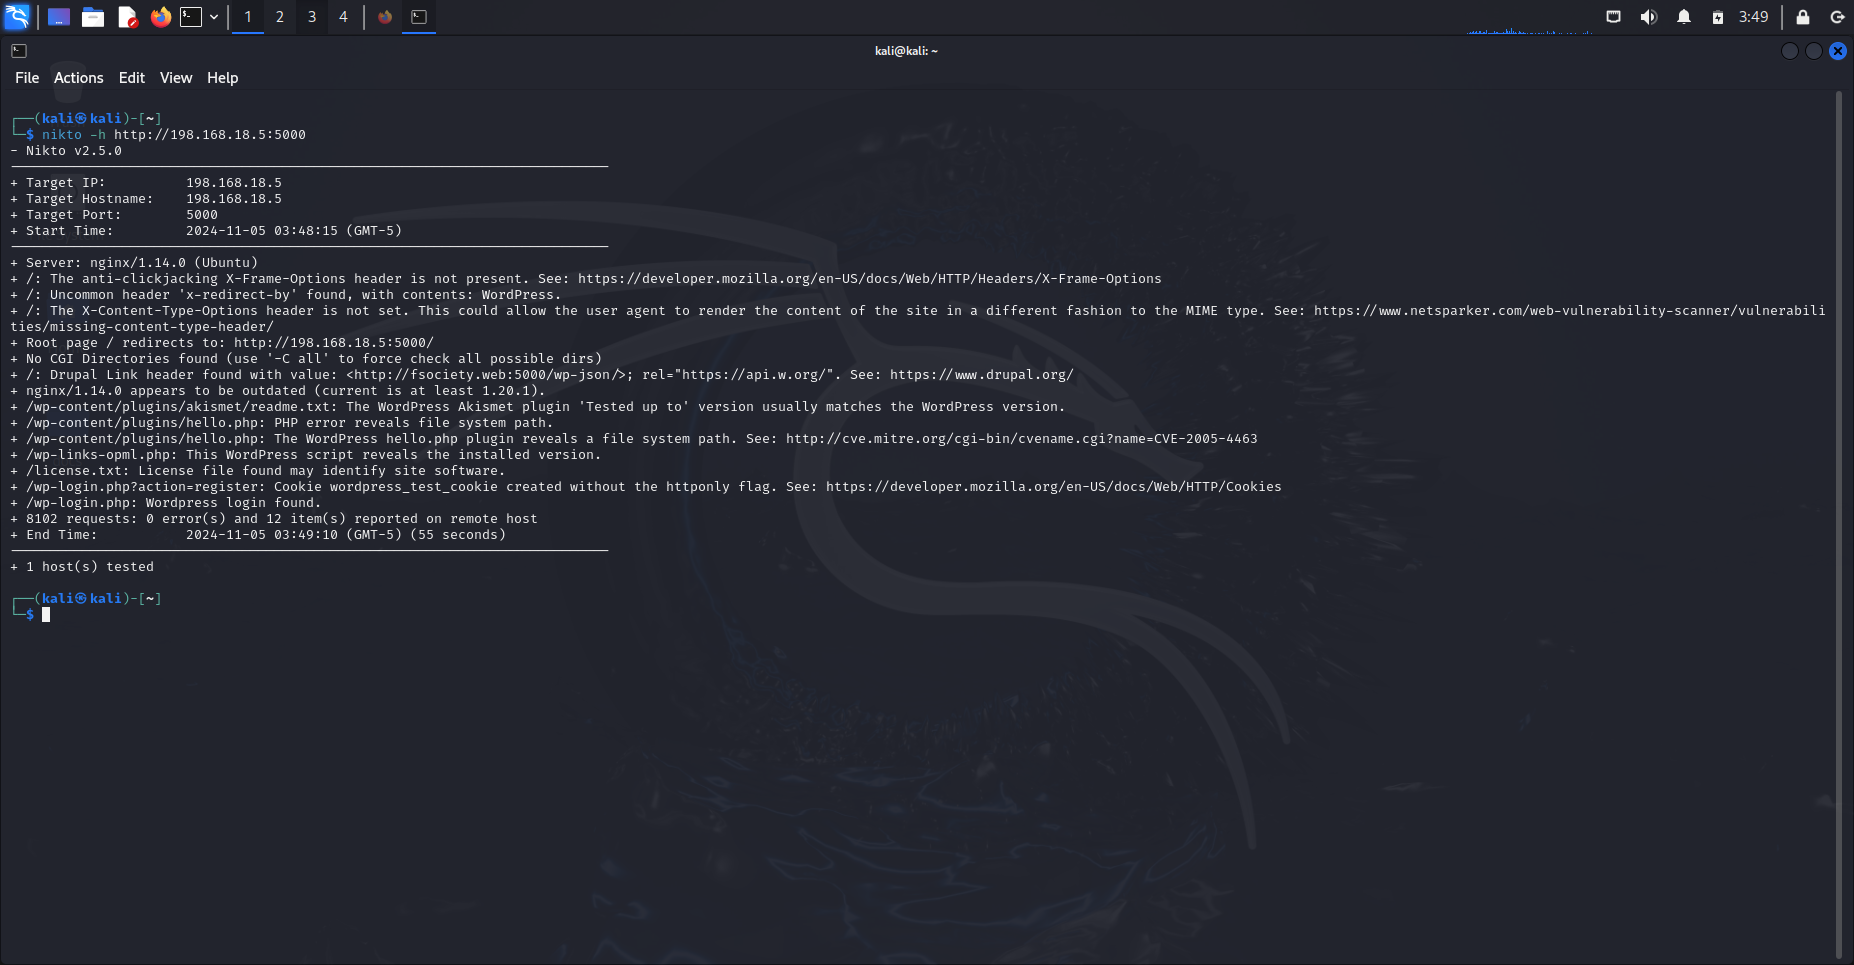 1 2 3 4 3:49
kali@kali: ~
File Actions Edit View Help
┌──(kali㉿kali)-[~]
└─$ nikto -h http://198.168.18.5:5000
- Nikto v2.5.0
---------------------------------------------------------------------------
+ Target IP:          198.168.18.5
+ Target Hostname:    198.168.18.5
+ Target Port:        5000
+ Start Time:         2024-11-05 03:48:15 (GMT-5)
---------------------------------------------------------------------------
+ Server: nginx/1.14.0 (Ubuntu)
+ /: The anti-clickjacking X-Frame-Options header is not present. See: https://developer.mozilla.org/en-US/docs/Web/HTTP/Headers/X-Frame-Options
+ /: Uncommon header 'x-redirect-by' found, with contents: WordPress.
+ /: The X-Content-Type-Options header is not set. This could allow the user agent to render the content of the site in a different fashion to the MIME type. See: https://www.netsparker.com/web-vulnerability-scanner/vulnerabili
ties/missing-content-type-header/
+ Root page / redirects to: http://198.168.18.5:5000/
+ No CGI Directories found (use '-C all' to force check all possible dirs)
+ /: Drupal Link header found with value: <http://fsociety.web:5000/wp-json/>; rel="https://api.w.org/". See: https://www.drupal.org/
+ nginx/1.14.0 appears to be outdated (current is at least 1.20.1).
+ /wp-content/plugins/akismet/readme.txt: The WordPress Akismet plugin 'Tested up to' version usually matches the WordPress version.
+ /wp-content/plugins/hello.php: PHP error reveals file system path.
+ /wp-content/plugins/hello.php: The WordPress hello.php plugin reveals a file system path. See: http://cve.mitre.org/cgi-bin/cvename.cgi?name=CVE-2005-4463
+ /wp-links-opml.php: This WordPress script reveals the installed version.
+ /license.txt: License file found may identify site software.
+ /wp-login.php?action=register: Cookie wordpress_test_cookie created without the httponly flag. See: https://developer.mozilla.org/en-US/docs/Web/HTTP/Cookies
+ /wp-login.php: Wordpress login found.
+ 8102 requests: 0 error(s) and 12 item(s) reported on remote host
+ End Time:           2024-11-05 03:49:10 (GMT-5) (55 seconds)
---------------------------------------------------------------------------
+ 1 host(s) tested
┌──(kali㉿kali)-[~]
└─$